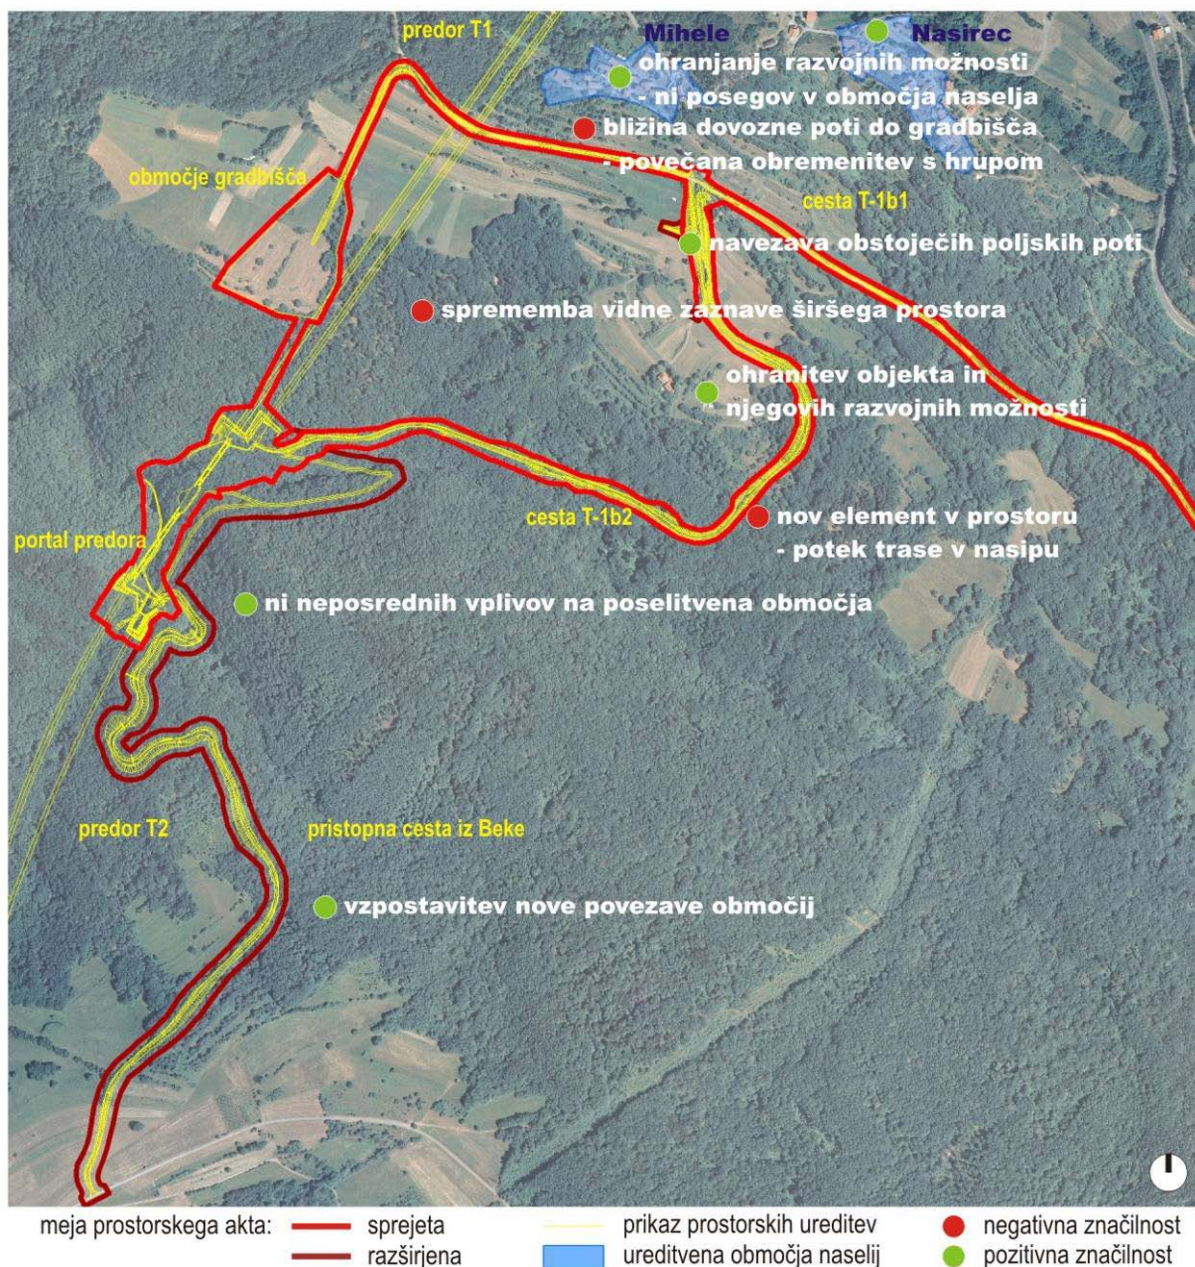 predor T1
Mihele
Nasirec
ohranjanje razvojnih možnosti
- ni posegov v območja naselja
bližina dovozne poti do gradbišča
- povečana obremenitev s hrupom
območje gradbišča
cesta T-1b1
navezava obstoječih poljskih poti
sprememba vidne zaznave širšega prostora
ohranitev objekta in
njegovih razvojnih možnosti
cesta T-1b2
nov element v prostoru
- potek trase v nasipu
portal predora
ni neposrednih vplivov na poselitvena območja
predor T2
pristopna cesta iz Beke
vzpostavitev nove povezave območij
meja prostorskega akta:
sprejeta
razširjena
prikaz prostorskih ureditev
ureditvena območja naselij
negativna značilnost
pozitivna značilnost